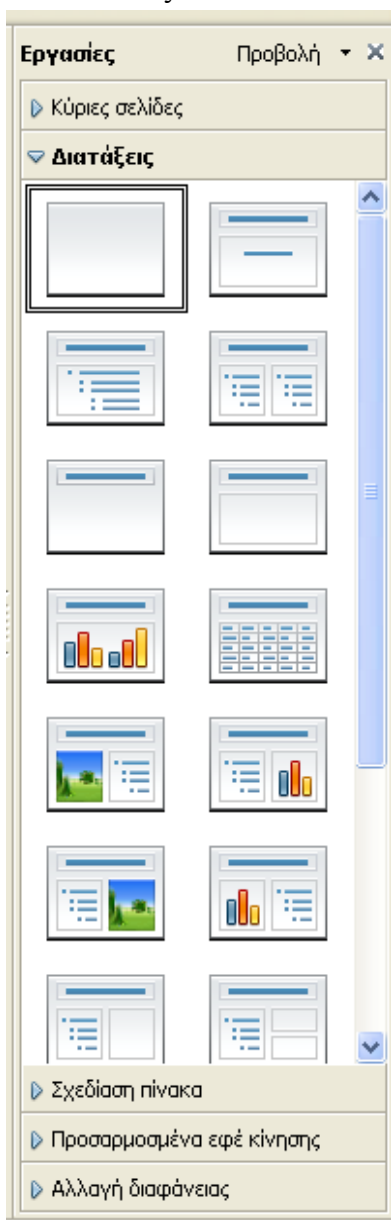 Εργασίες Προβολή
Κύριες σελίδες
Διατάξεις
Σχεδίαση πίνακα
Προσαρμοσμένα εφέ κίνησης
Αλλαγή διαφάνειας